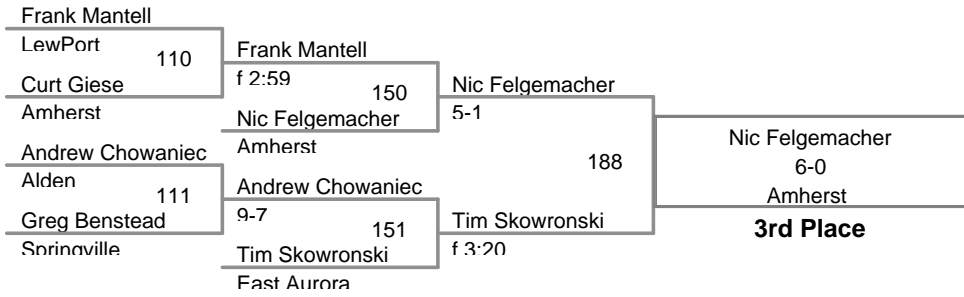 Frank Mantell
LewPort
110
Curt Giese
Amherst
Andrew Chowaniec
Alden
111
Greg Benstead
Springville
Frank Mantell
f 2:59
150
Nic Felgemacher
Amherst
Andrew Chowaniec
9-7
151
Tim Skowronski
East Aurora
Nic Felgemacher
5-1
188
Tim Skowronski
f 3:20
Nic Felgemacher
6-0
Amherst
3rd Place